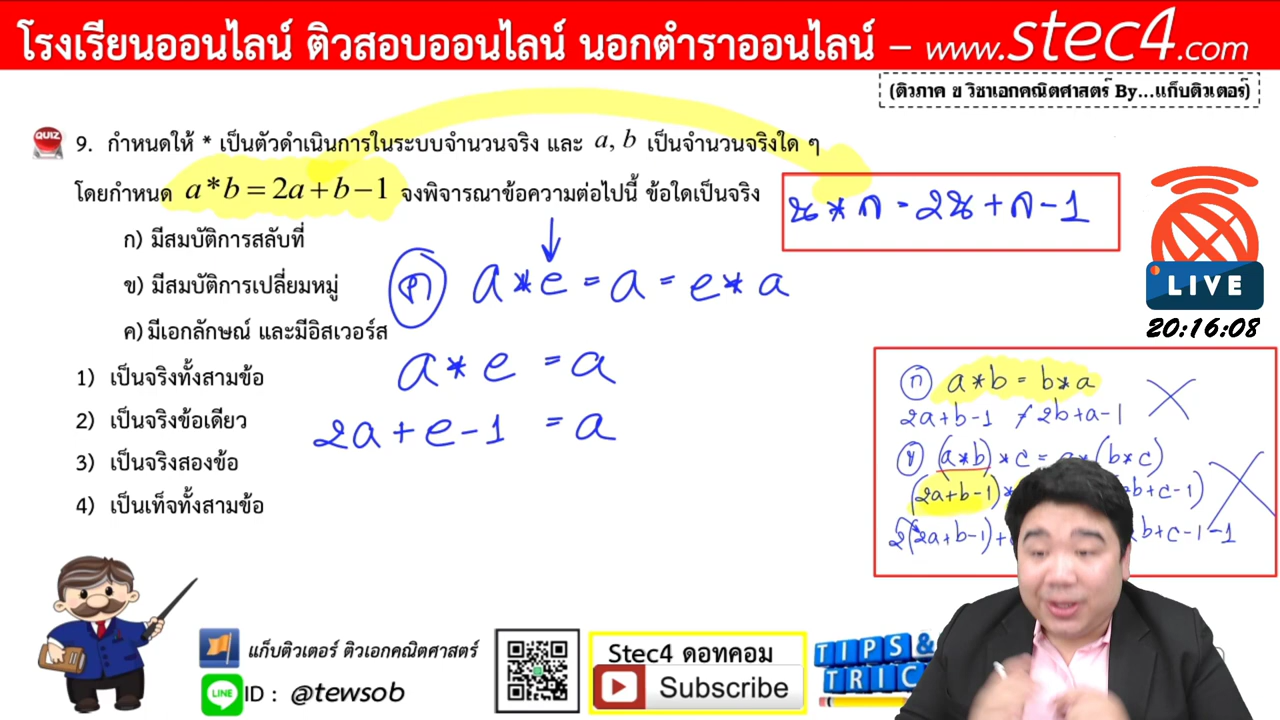 โรงเรียนออนไลน์ ติวสอบออนไลน์ นอกตำราออนไลน์ – www.stec4.com
(ติวภาค ข วิชาเอกคณิตศาสตร์ By...แก็บติวเตอร์)
QUIZ
9. กำหนดให้ * เป็นตัวดำเนินการในระบบจำนวนจริง และ a, b เป็นจำนวนจริงใด ๆ
โดยกำหนด a*b=2a+b−1 จงพิจารณาข้อความต่อไปนี้ ข้อใดเป็นจริง
น * ก = 2น + ก - 1
ก) มีสมบัติการสลับที่
ข) มีสมบัติการเปลี่ยนหมู่
ค) มีเอกลักษณ์ และมีอิสเวอร์ส
ค a * e = a = e * a
a * e = a
2a + e - 1 = a
1) เป็นจริงทั้งสามข้อ
2) เป็นจริงข้อเดียว
3) เป็นจริงสองข้อ
4) เป็นเท็จทั้งสามข้อ
LIVE
20:16:08
ก a*b = b*a
2a+b-1 ≠ 2b+a-1
ข (a*b)*c = a*(b*c)
(2a+b-1)* b+c-1)
2(2a+b-1)+ b+c-1-1
แก็บติวเตอร์ ติวเอกคณิตศาสตร์
LINE ID : @tewsob
Stec4 ดอทคอม
Subscribe
TIPS &
TRIC